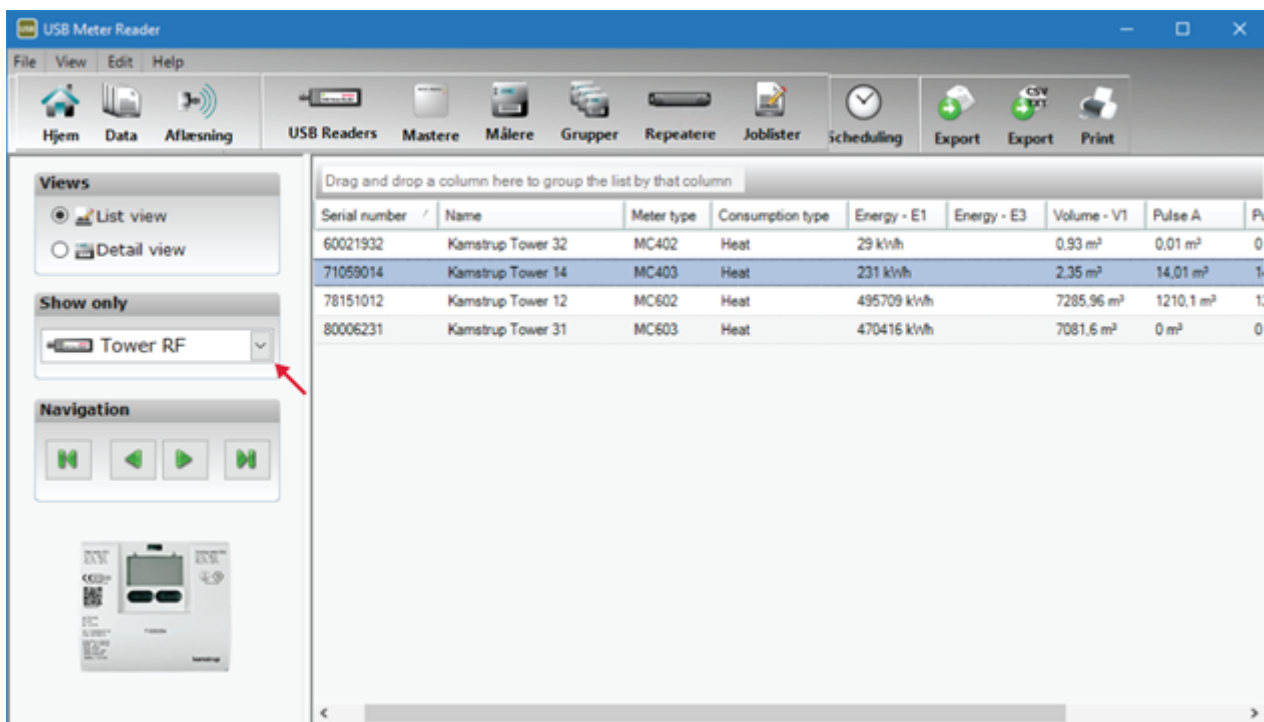 USB Meter Reader
File View Edit Help
Hjem Data Aflæsning USB Readers Mastere Målere Grupper Repeatere Joblister Scheduling Export CSV TXT Export Print
Views
List view
Detail view
Show only
Tower RF
Navigation
kamstrup
Drag and drop a column here to group the list by that column
Serial number Name Meter type Consumption type Energy - E1 Energy - E3 Volume - V1 Pulse A
60021932 Kamstrup Tower 32 MC402 Heat 29 kWh 0,93 m³ 0,01 m³ 0
71059014 Kamstrup Tower 14 MC403 Heat 231 kWh 2,35 m³ 14,01 m³
78151012 Kamstrup Tower 12 MC602 Heat 495709 kWh 7285,96 m³ 1210,1 m³
80006231 Kamstrup Tower 31 MC603 Heat 470416 kWh 7081,6 m³ 0 m³ 0